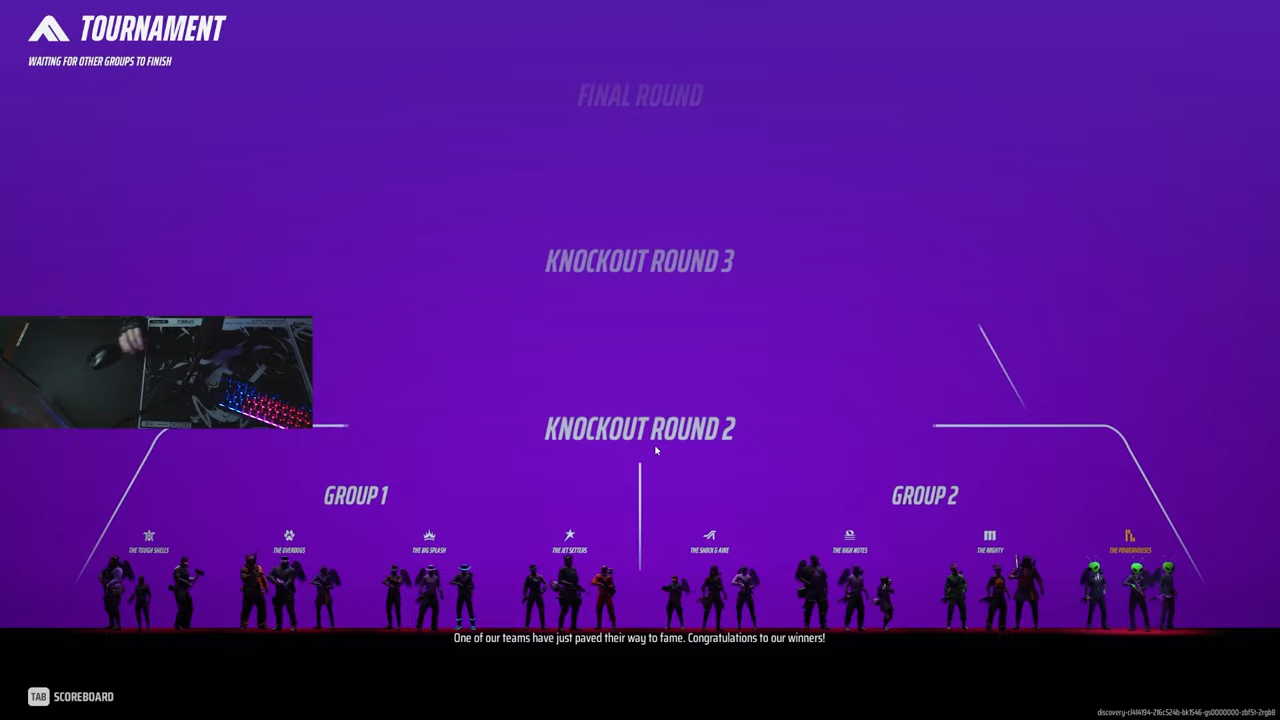 TOURNAMENT
WAITING FOR OTHER GROUPS TO FINISH
FINAL ROUND
KNOCKOUT ROUND 3
KNOCKOUT ROUND 2
GROUP 1
GROUP 2
THE TOUGH SHELLS
THE OVERDOGS
THE BIG SPLASH
THE JET SETTERS
THE SHOCK & AWE
THE HIGH NOTES
THE MIGHTY
THE POWERHOUSES
One of our teams have just paved their way to fame. Congratulations to our winners!
TAB SCOREBOARD